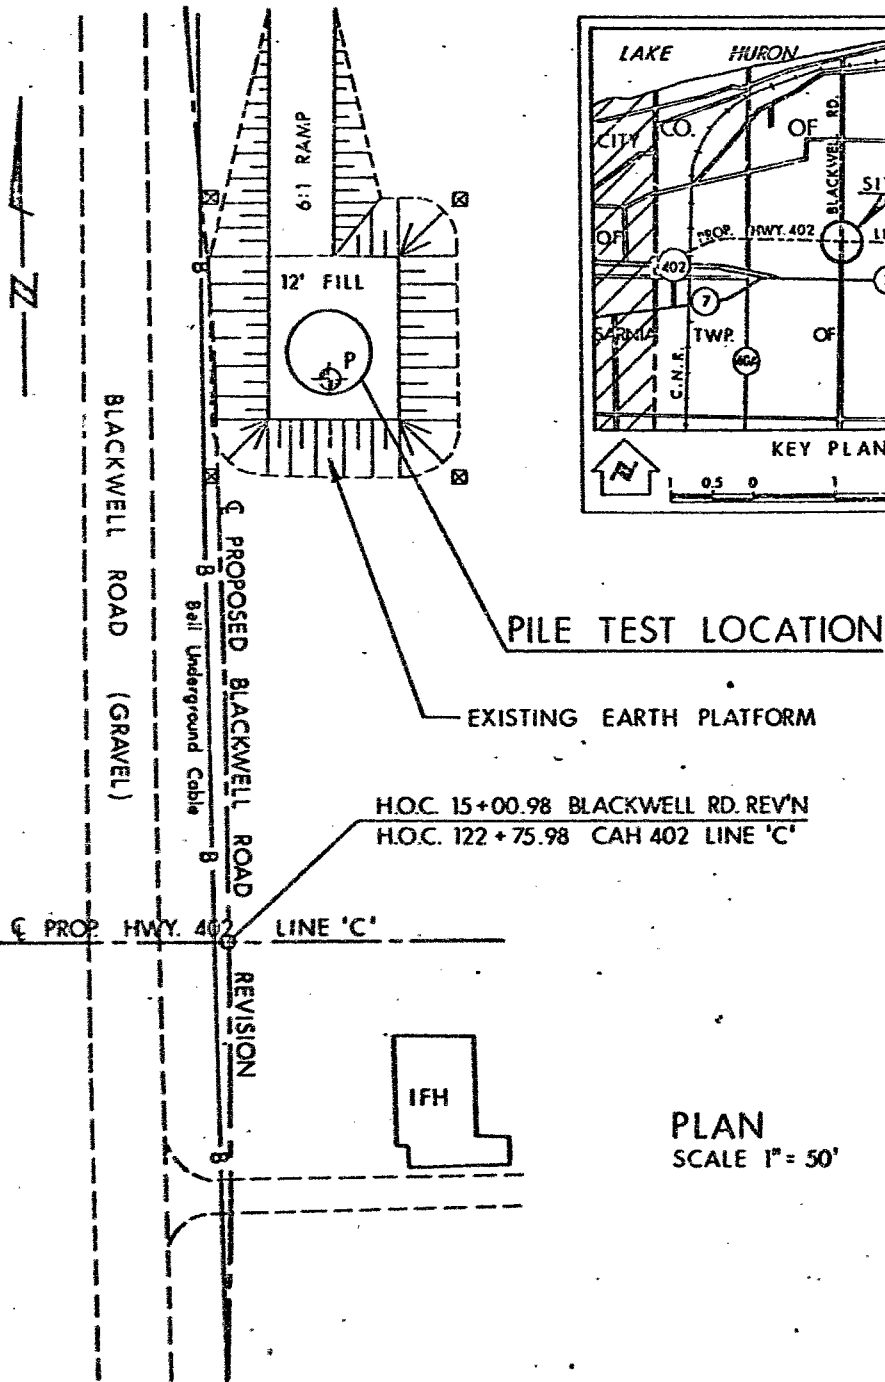 LAKE HURON
CITY CO. OF
BLACKWELL RD.
OF
PROP. HWY. 402
402
7
SARNIA TWP. OF
40A
C.N.R.
KEY PLAN
N
1 0.5 0 1
N
6:1 RAMP
12' FILL
P
BLACKWELL ROAD (GRAVEL)
B
B
B
B
Bell Underground Cable
℄ PROPOSED BLACKWELL ROAD REVISION
PILE TEST LOCATION
EXISTING EARTH PLATFORM
H.O.C. 15+00.98 BLACKWELL RD. REV'N
H.O.C. 122+75.98 CAH 402 LINE 'C'
℄ PROP. HWY. 402 LINE 'C'
1FH
PLAN
SCALE 1"= 50'